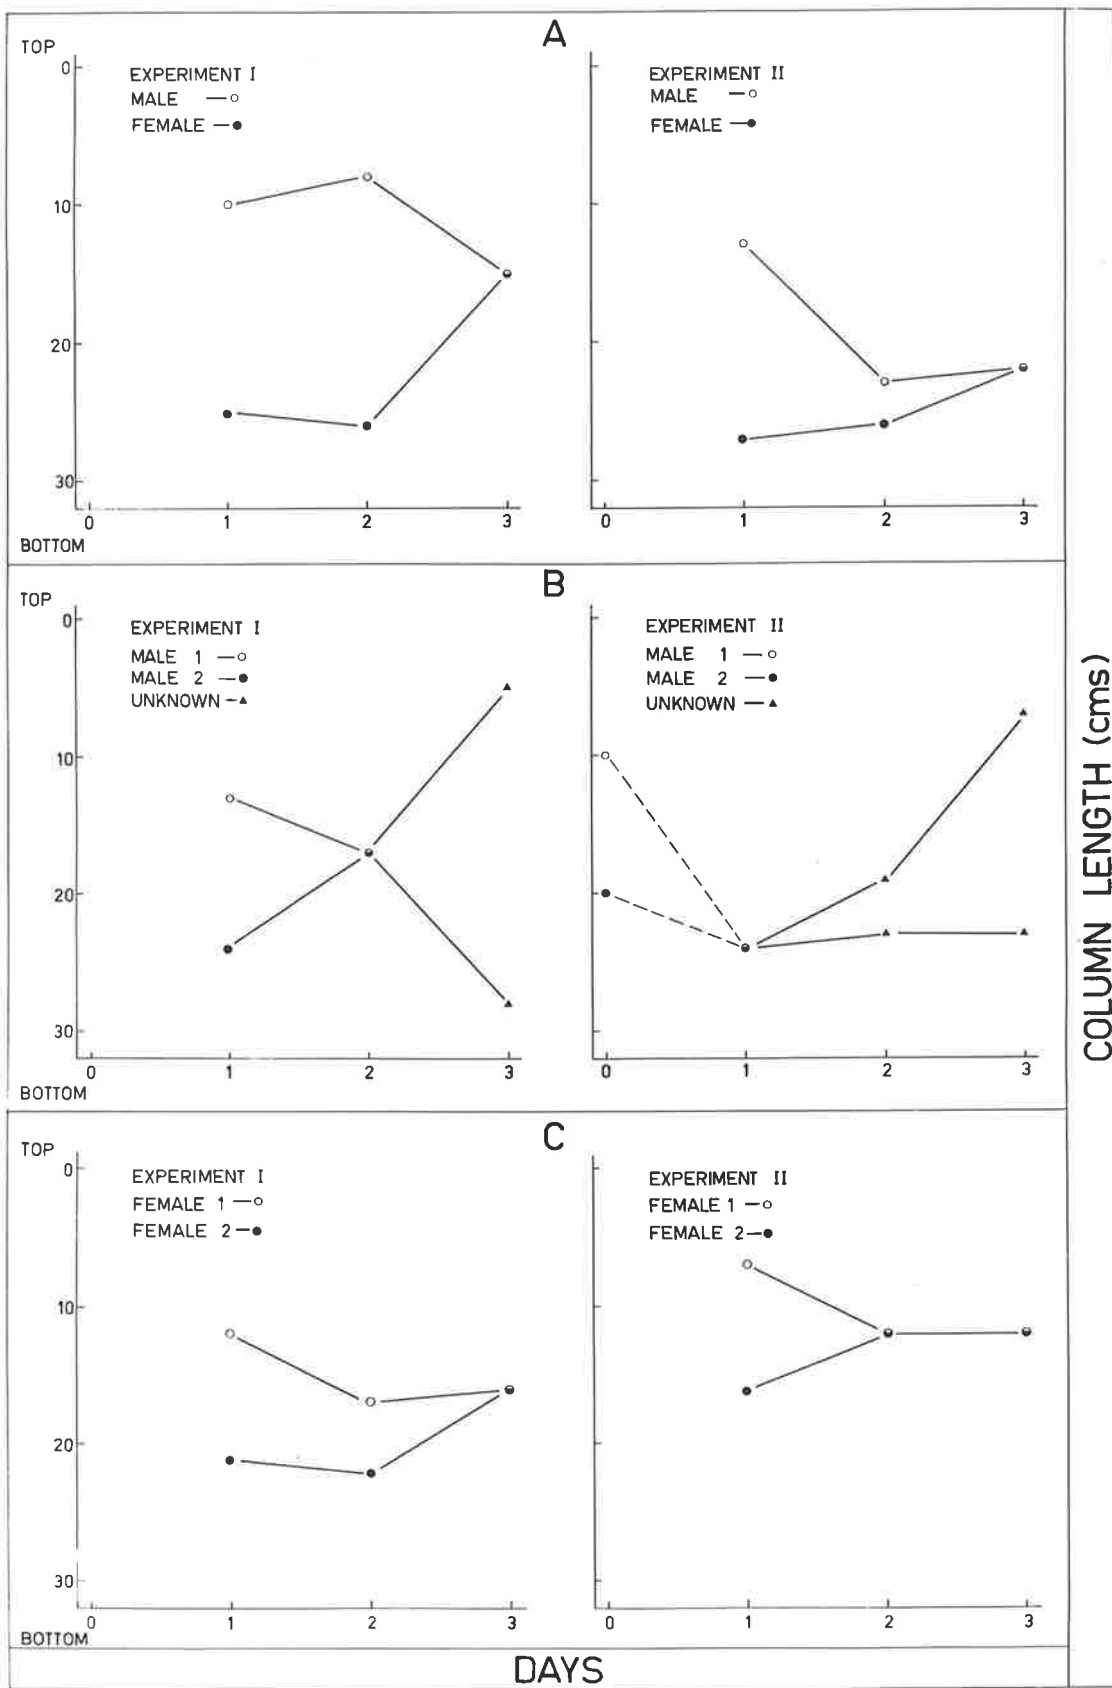 A
TOP
0
10
20
30
BOTTOM
EXPERIMENT I
MALE
FEMALE
0 1 2 3
EXPERIMENT II
MALE
FEMALE
0 1 2 3
B
TOP
0
10
20
30
BOTTOM
EXPERIMENT I
MALE 1
MALE 2
UNKNOWN
0 1 2 3
EXPERIMENT II
MALE 1
MALE 2
UNKNOWN
0 1 2 3
C
TOP
0
10
20
30
BOTTOM
EXPERIMENT I
FEMALE 1
FEMALE 2
0 1 2 3
EXPERIMENT II
FEMALE 1
FEMALE 2
0 1 2 3
DAYS
COLUMN LENGTH (cms)